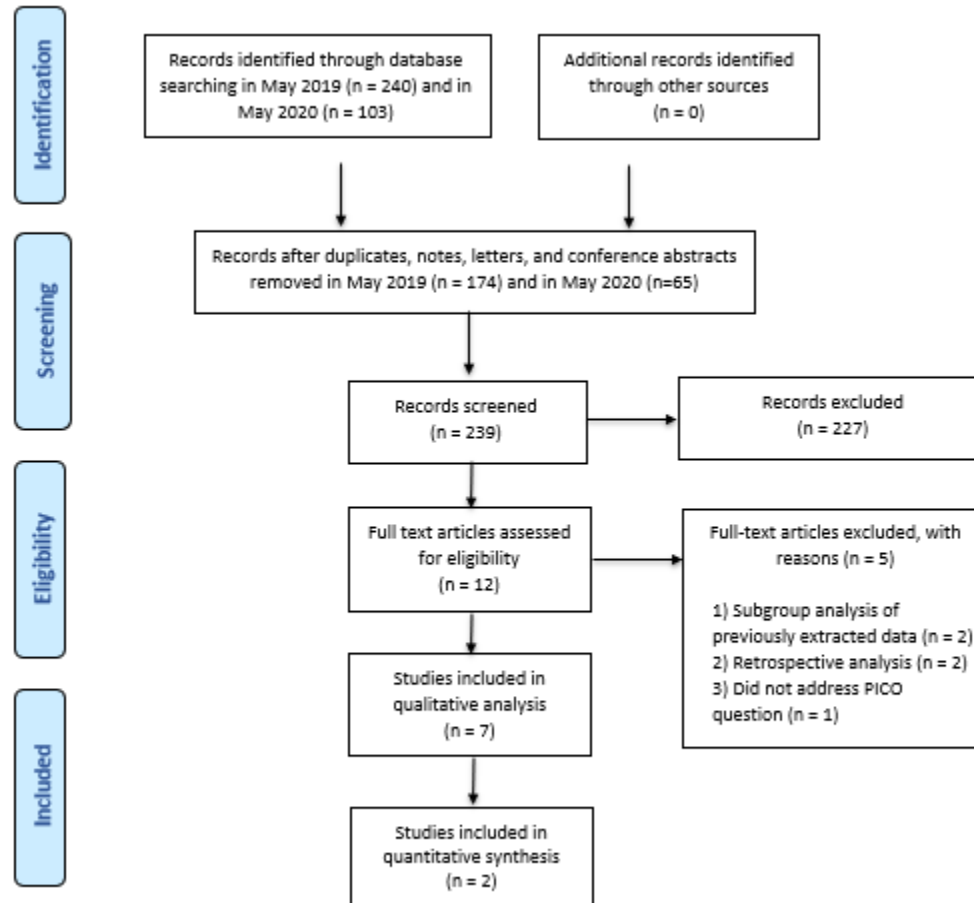 Identification
Records identified through database
searching in May 2019 (n = 240) and in
May 2020 (n = 103)
Additional records identified
through other sources
(n = 0)
Screening
Records after duplicates, notes, letters, and conference abstracts
removed in May 2019 (n = 174) and in May 2020 (n=65)
Records screened
(n = 239)
Records excluded
(n = 227)
Eligibility
Full text articles assessed
for eligibility
(n = 12)
Full-text articles excluded, with
reasons (n = 5)
1) Subgroup analysis of
previously extracted data (n = 2)
2) Retrospective analysis (n = 2)
3) Did not address PICO
question (n = 1)
Studies included in
qualitative analysis
(n = 7)
Included
Studies included in
quantitative synthesis
(n = 2)